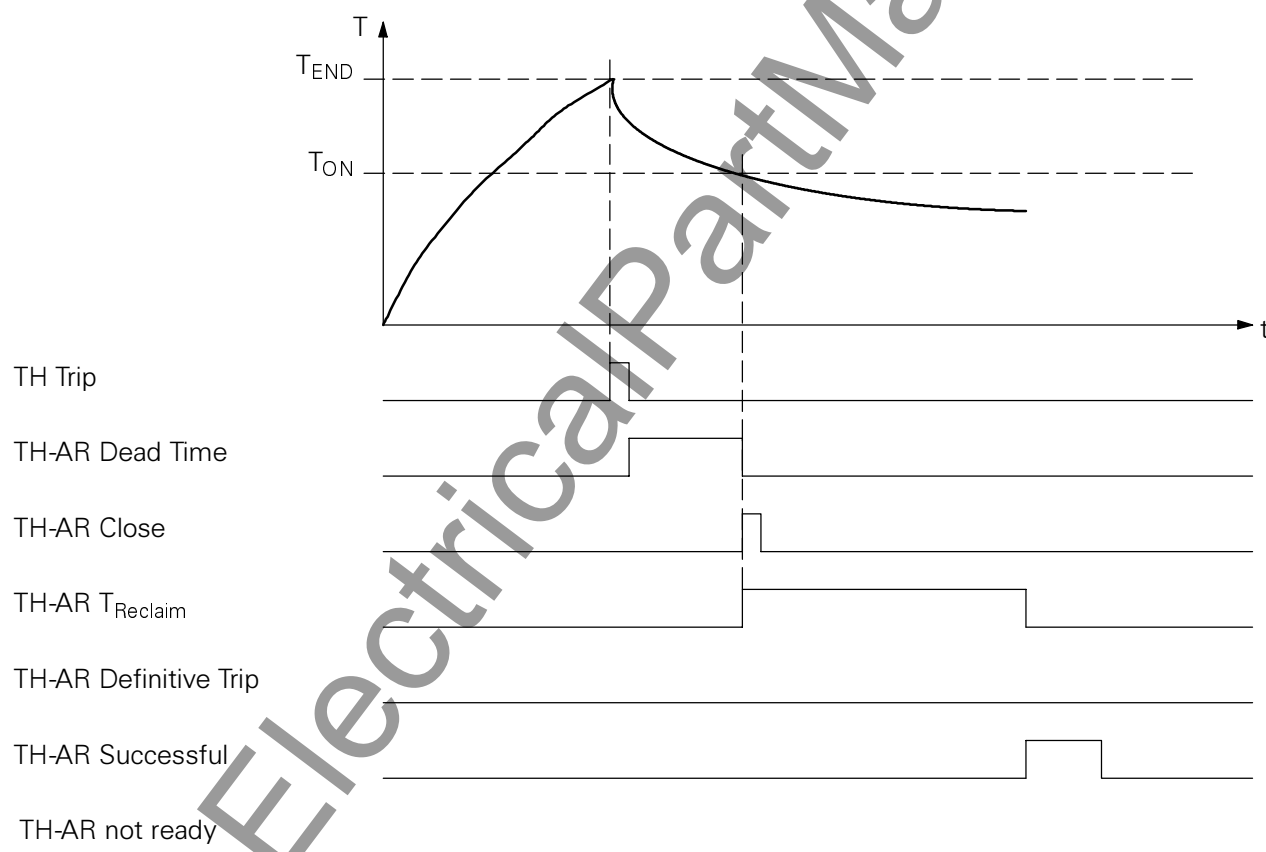 T
TEND
TON
t
TH Trip
TH-AR Dead Time
TH-AR Close
TH-AR TReclaim
TH-AR Definitive Trip
TH-AR Successful
TH-AR not ready
ElectricalPartMa